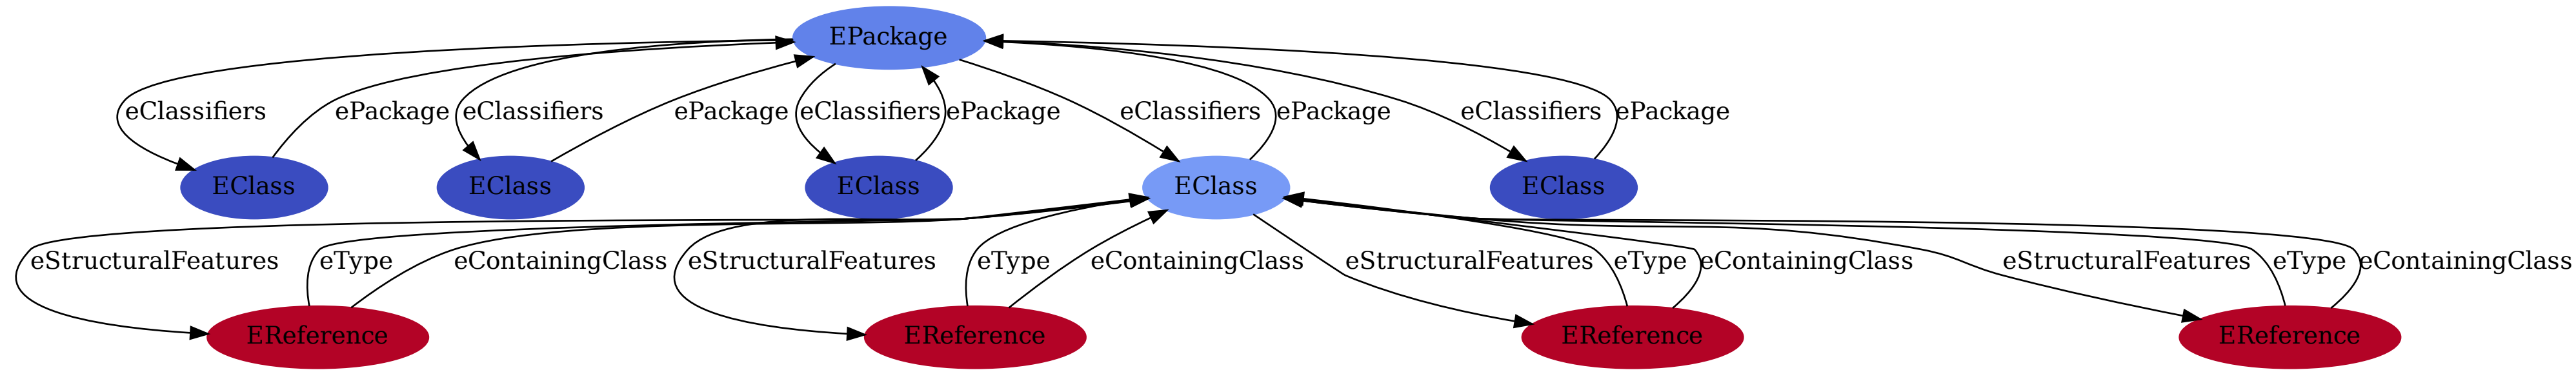 EPackage
eClassifiers
ePackage
eClassifiers
ePackage
eClassifiers
ePackage
eClassifiers
ePackage
eClassifiers
ePackage
EClass
EClass
EClass
EClass
EClass
eStructuralFeatures
eType
eContainingClass
eStructuralFeatures
eType
eContainingClass
eStructuralFeatures
eType
eContainingClass
eStructuralFeatures
eType
eContainingClass
EReference
EReference
EReference
EReference